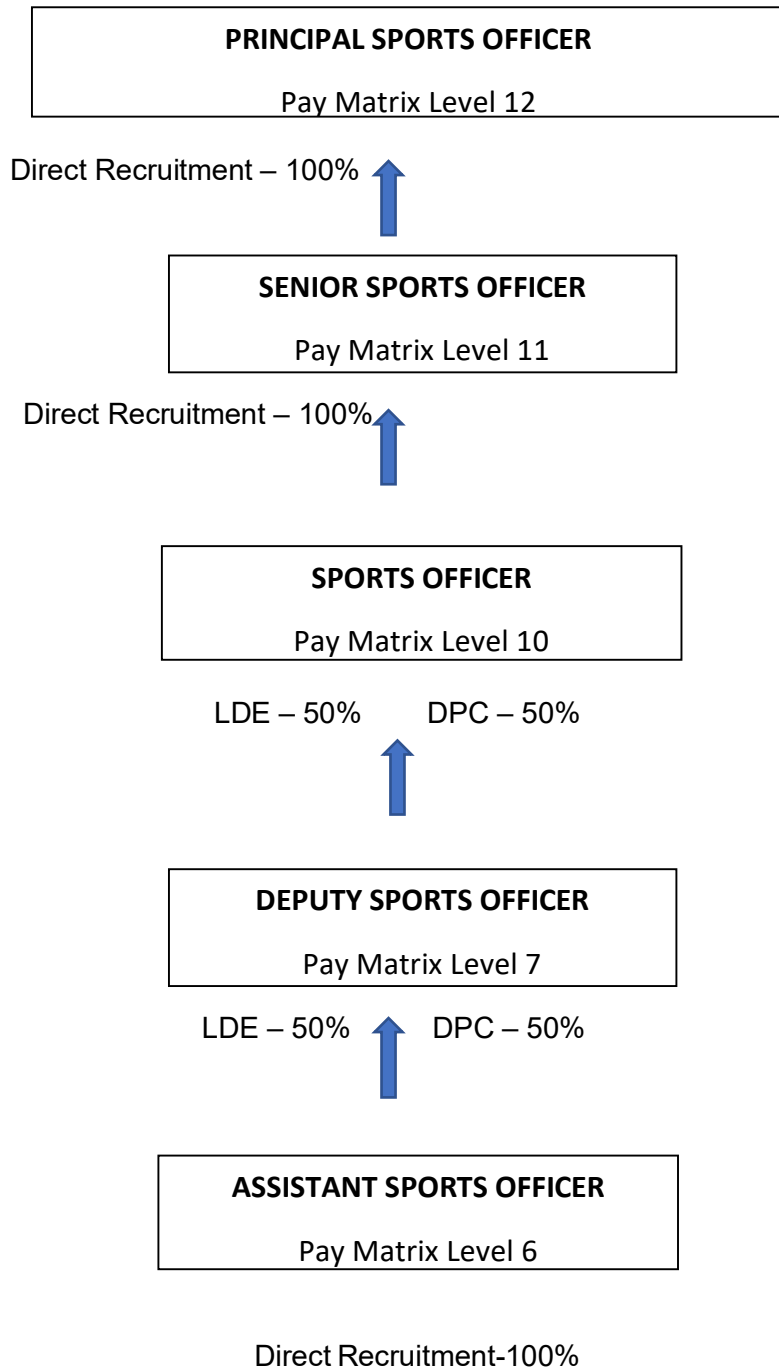 PRINCIPAL SPORTS OFFICER
Pay Matrix Level 12
Direct Recruitment – 100%
SENIOR SPORTS OFFICER
Pay Matrix Level 11
Direct Recruitment – 100%
SPORTS OFFICER
Pay Matrix Level 10
LDE – 50% DPC – 50%
DEPUTY SPORTS OFFICER
Pay Matrix Level 7
LDE – 50% DPC – 50%
ASSISTANT SPORTS OFFICER
Pay Matrix Level 6
Direct Recruitment-100%